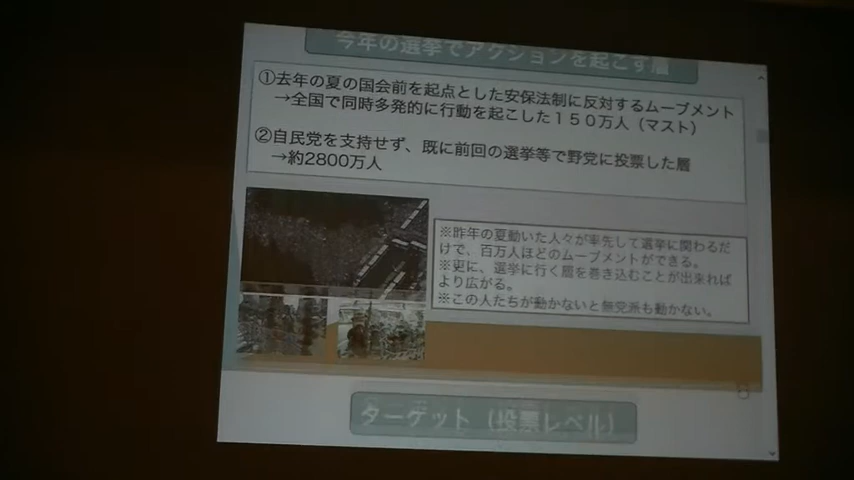 今年の選挙でアクションを起こす層
①去年の夏の国会前を起点とした安保法制に反対するムーブメント
→全国で同時多発的に行動を起こした150万人（マスト）
②自民党を支持せず、既に前回の選挙等で野党に投票した層
→約2800万人
※昨年の夏動いた人々が率先して選挙に関わるだ
けで、百万人ほどのムーブメントができる。
※更に、選挙に行く層を巻き込むことが出来れば
より広がる。
※この人たちが動かないと無党派も動かない。
8
ターゲット（投票レベル）